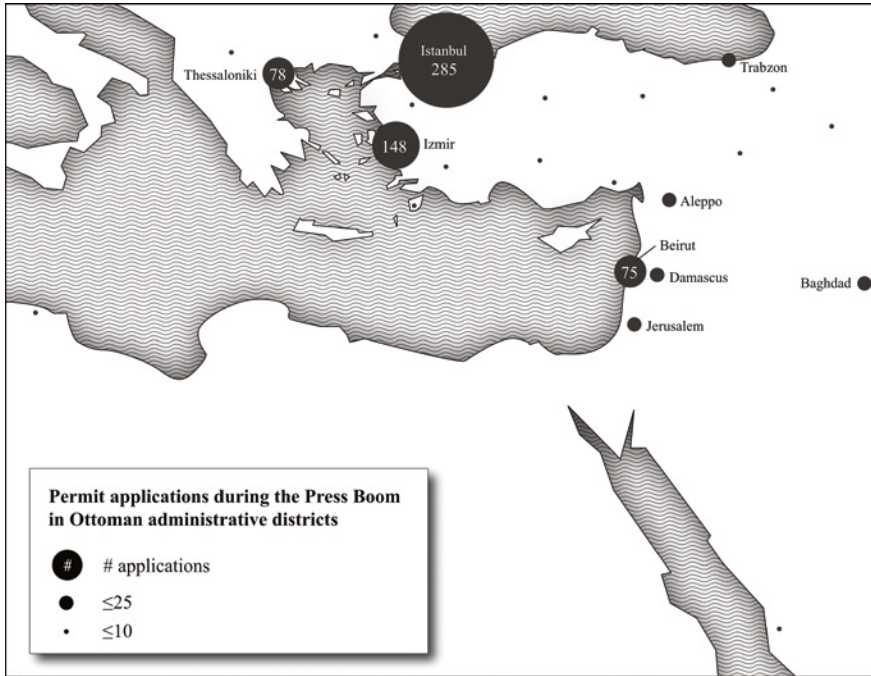 Istanbul
285
Thessaloniki
78
Trabzon
148
Izmir
Aleppo
Beirut
75
Damascus
Baghdad
Jerusalem
Permit applications during the Press Boom
in Ottoman administrative districts
# # applications
≤25
≤10